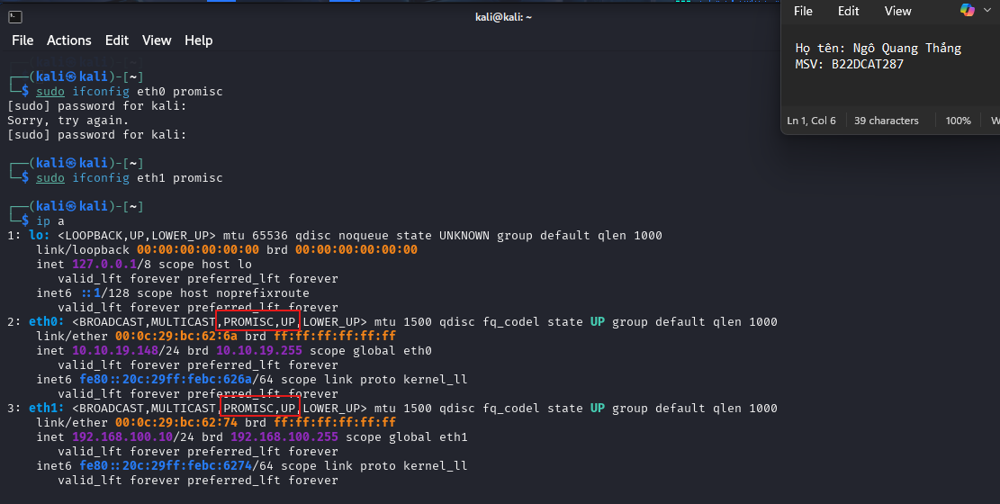 kali@kali: ~
File Actions Edit View Help
┌──(kali㉿kali)-[~]
└─$ sudo ifconfig eth0 promisc
[sudo] password for kali:
Sorry, try again.
[sudo] password for kali:
┌──(kali㉿kali)-[~]
└─$ sudo ifconfig eth1 promisc
┌──(kali㉿kali)-[~]
└─$ ip a
1: lo: <LOOPBACK,UP,LOWER_UP> mtu 65536 qdisc noqueue state UNKNOWN group default qlen 1000
link/loopback 00:00:00:00:00:00 brd 00:00:00:00:00:00
inet 127.0.0.1/8 scope host lo
valid_lft forever preferred_lft forever
inet6 ::1/128 scope host noprefixroute
valid_lft forever preferred_lft forever
2: eth0: <BROADCAST,MULTICAST,PROMISC,UP,LOWER_UP> mtu 1500 qdisc fq_codel state UP group default qlen 1000
link/ether 00:0c:29:bc:62:6a brd ff:ff:ff:ff:ff:ff
inet 10.10.19.148/24 brd 10.10.19.255 scope global eth0
valid_lft forever preferred_lft forever
inet6 fe80::20c:29ff:febc:626a/64 scope link proto kernel_ll
valid_lft forever preferred_lft forever
3: eth1: <BROADCAST,MULTICAST,PROMISC,UP,LOWER_UP> mtu 1500 qdisc fq_codel state UP group default qlen 1000
link/ether 00:0c:29:bc:62:74 brd ff:ff:ff:ff:ff:ff
inet 192.168.100.10/24 brd 192.168.100.255 scope global eth1
valid_lft forever preferred_lft forever
inet6 fe80::20c:29ff:febc:6274/64 scope link proto kernel_ll
valid_lft forever preferred_lft forever
File Edit View
Họ tên: Ngô Quang Thắng
MSV: B22DCAT287
Ln 1, Col 6 39 characters 100% W